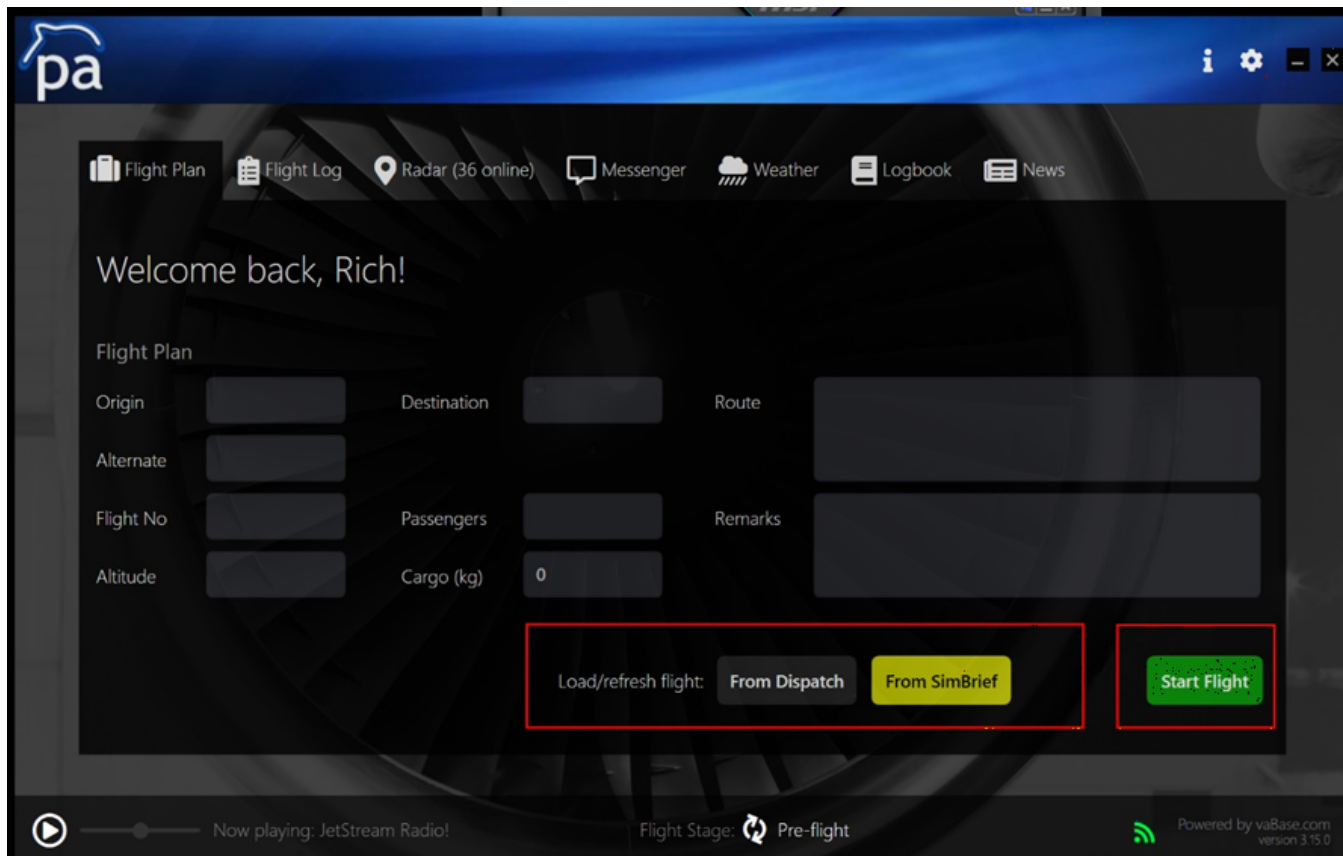 pa
Flight Plan Flight Log Radar (36 online) Messenger Weather Logbook News
Welcome back, Rich!
Flight Plan
Origin Destination Route
Alternate
Flight No Passengers Remarks
Altitude Cargo (kg) 0
Load/refresh flight: From Dispatch From SimBrief Start Flight
Now playing: JetStream Radio! Flight Stage: Pre-flight Powered by vaBase.com
version 3.15.0